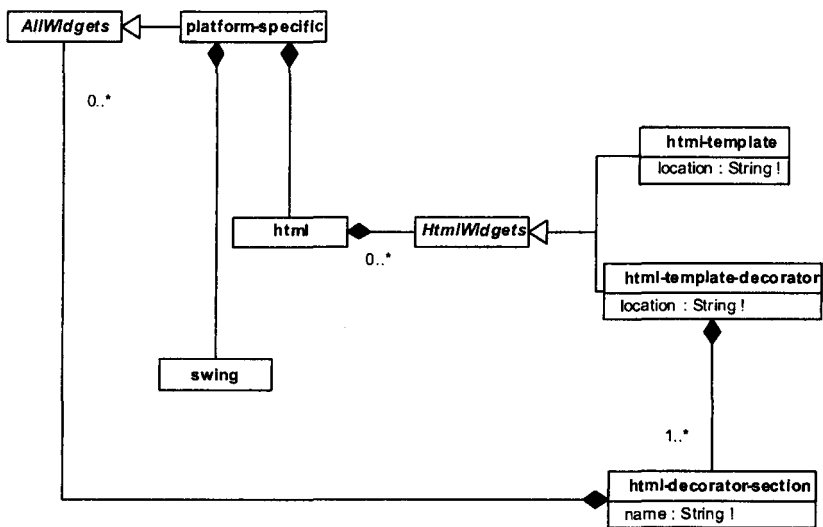 AllWidgets
platform-specific
0..*
html-template
location : String !
html
HtmlWidgets
0..*
html-template-decorator
location : String !
swing
1..*
html-decorator-section
name : String !